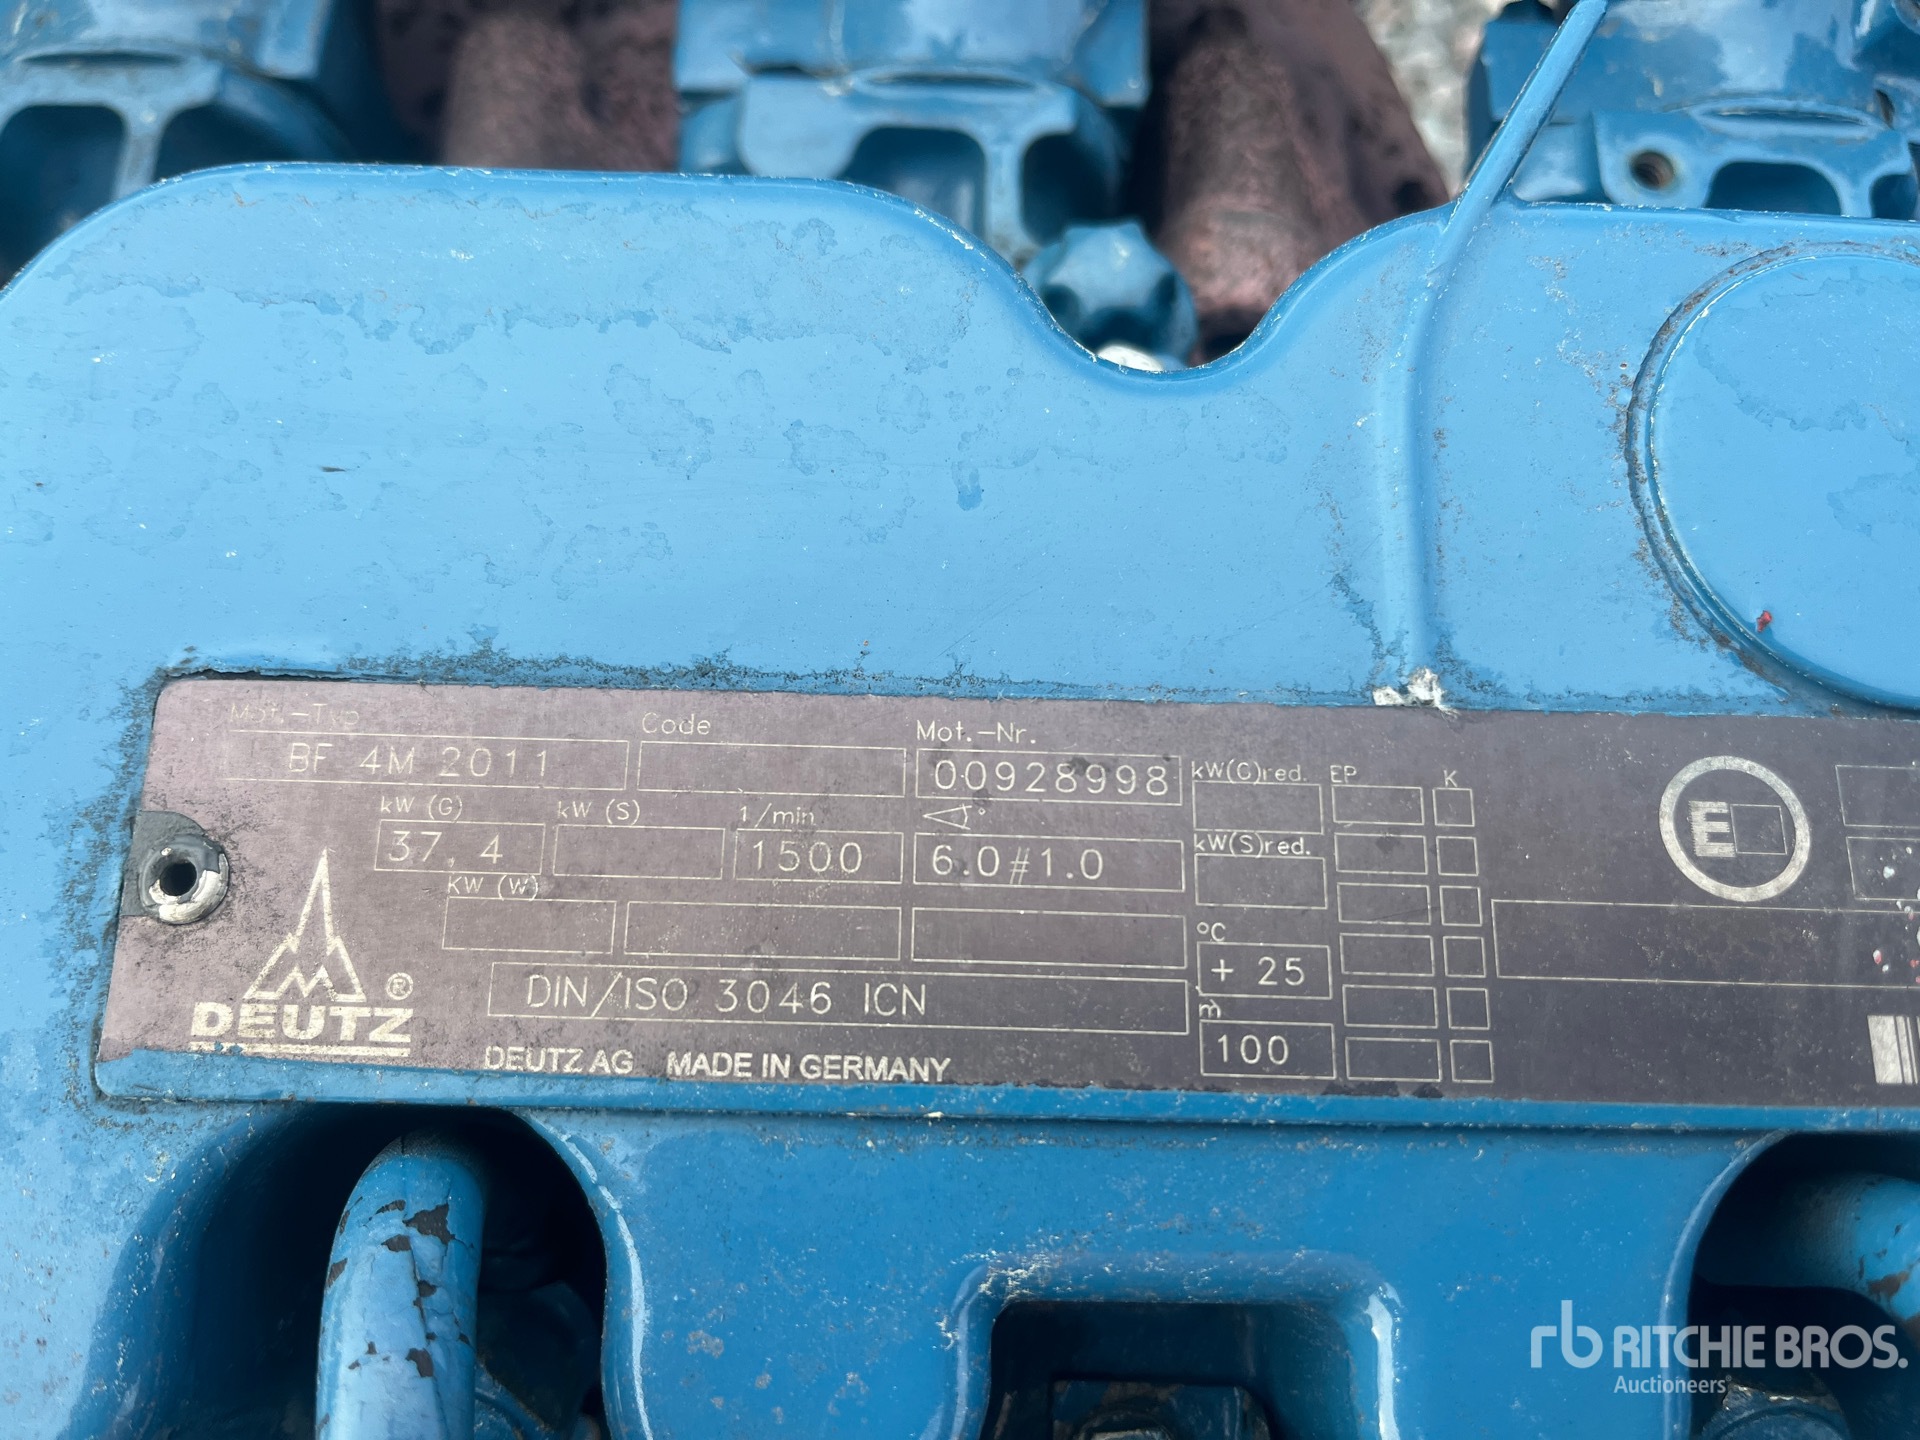 Mot.-Typ Code Mot.-Nr.
BF 4M 2011 00928998 kW(G)red. EP K
kW (G) kW (S) 1/min °
37,4 1500 6.0#1.0 kW(S)red.
KW (W)
°C
+ 25
DIN/ISO 3046 ICN
m
100
E
DEUTZ ®
DEUTZ AG MADE IN GERMANY
rb RITCHIE BROS.
Auctioneers